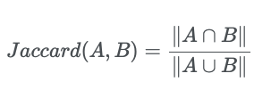 Jaccard(A, B) = ‖A ∩ B‖ / ‖A ∪ B‖